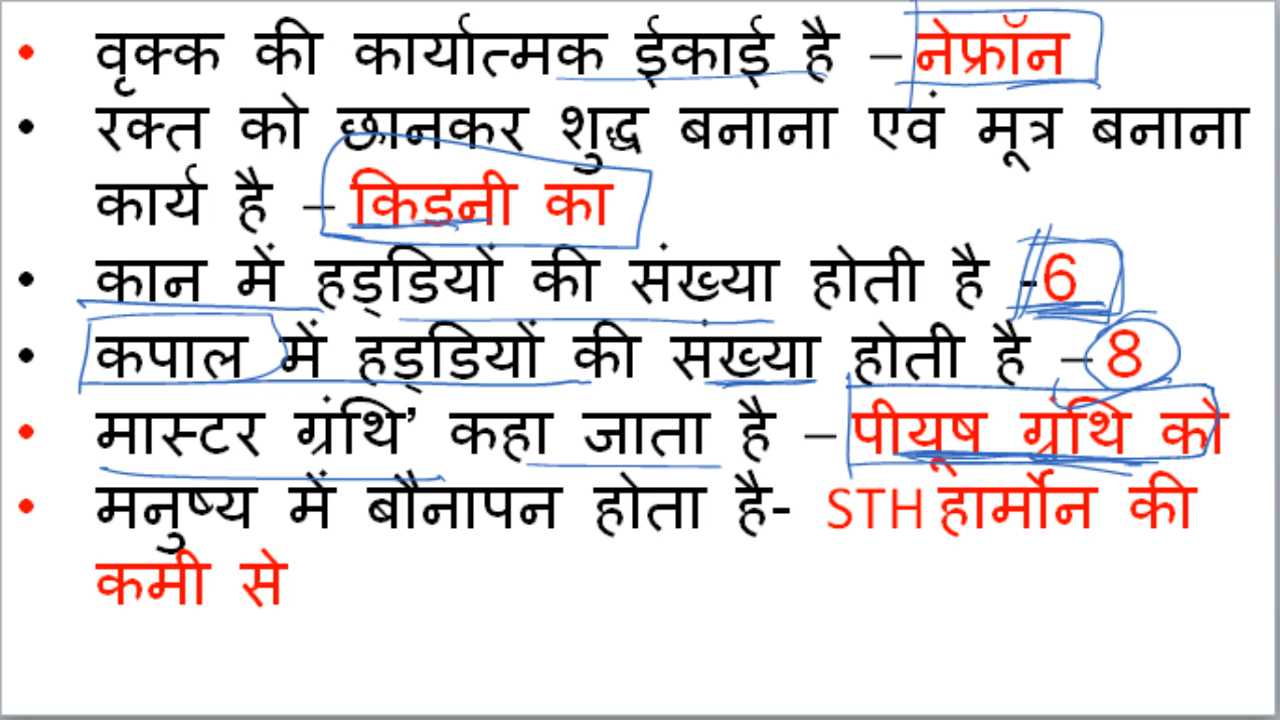 • वृक्क की कार्यात्मक ईकाई है – नेफ्रॉन
• रक्त को छानकर शुद्ध बनाना एवं मूत्र बनाना
कार्य है – किडनी का
• कान में हड्डियों की संख्या होती है -6
• कपाल में हड्डियों की संख्या होती है – 8
• मास्टर ग्रंथि’ कहा जाता है – पीयूष ग्रंथि को
• मनुष्य में बौनापन होता है- STH हार्मोन की
कमी से